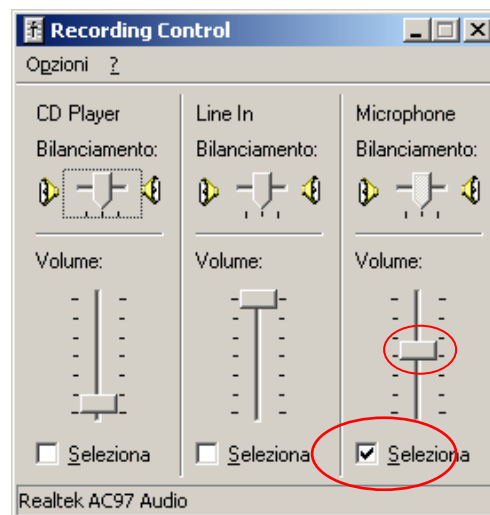 Recording Control
Opzioni ?
CD Player
Bilanciamento:
Volume:
Seleziona
Line In
Bilanciamento:
Volume:
Seleziona
Microphone
Bilanciamento:
Volume:
Seleziona
Realtek AC97 Audio